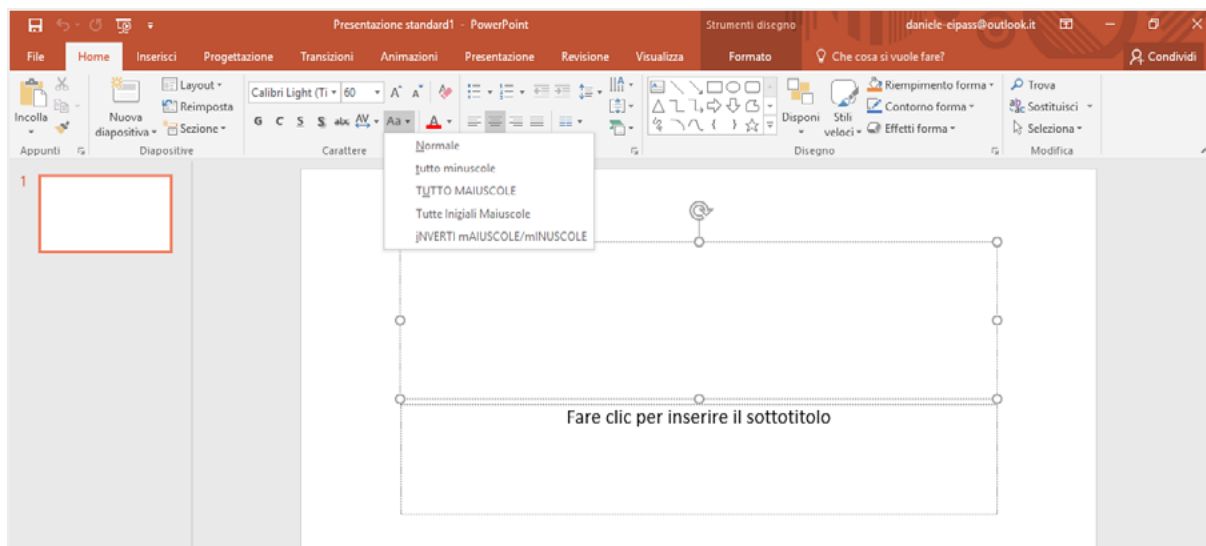 Presentazione standard1 - PowerPoint
Strumenti disegno
daniele-eipass@outlook.it
File Home Inserisci Progettazione Transizioni Animazioni Presentazione Revisione Visualizza Formato Che cosa si vuole fare? Condividi
Incolla
Appunti
Nuova diapositiva
Layout
Reimposta
Sezione
Diapositive
Calibri Light (Ti 60
G C S S abc AV Aa A
Carattere
Normale
tutto minuscole
TUTTO MAIUSCOLE
Tutte Iniziali Maiuscole
iNVERTI mAIUSCOLE/mINUSCOLE
Disponi
Stili veloci
Riempimento forma
Contorno forma
Effetti forma
Disegno
Trova
Sostituisci
Seleziona
Modifica
1
Fare clic per inserire il sottotitolo